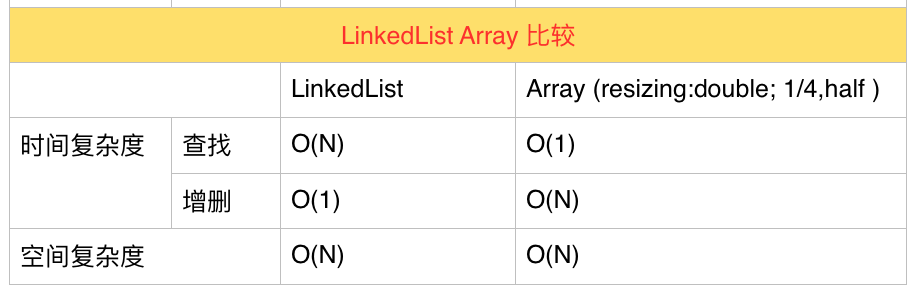 LinkedList Array 比较
LinkedList Array (resizing:double; 1/4,half )
时间复杂度 查找 O(N) O(1)
增删 O(1) O(N)
空间复杂度 O(N) O(N)